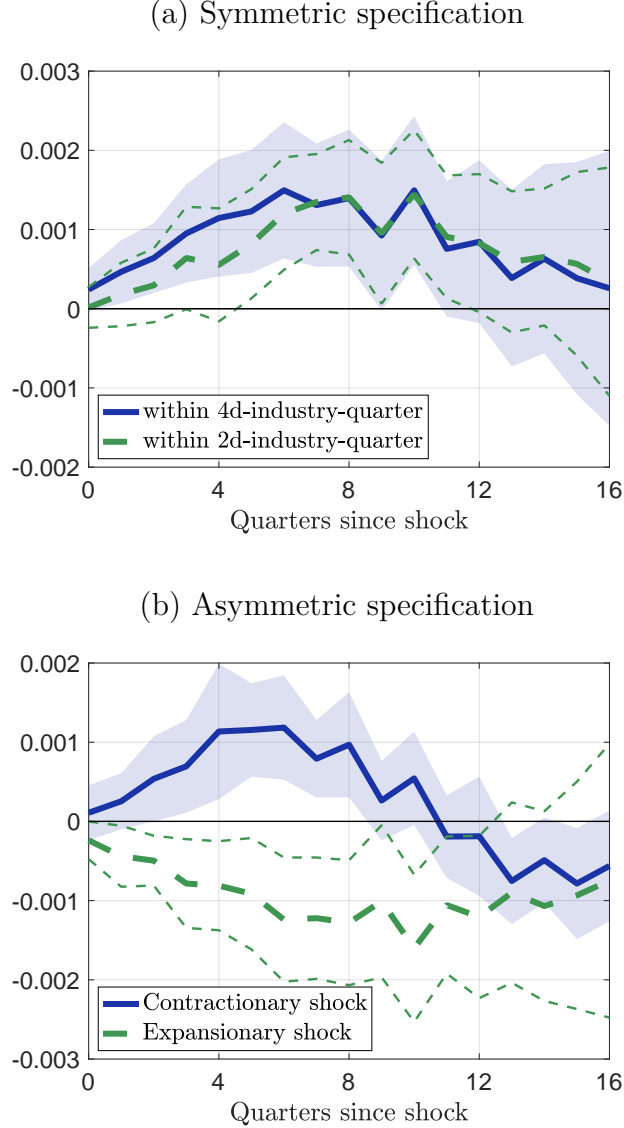 (a) Symmetric specification
0.003
0.002
0.001
0
-0.001
-0.002
within 4d-industry-quarter
within 2d-industry-quarter
0 4 8 12 16
Quarters since shock
(b) Asymmetric specification
0.002
0.001
0
-0.001
-0.002
-0.003
Contractionary shock
Expansionary shock
0 4 8 12 16
Quarters since shock